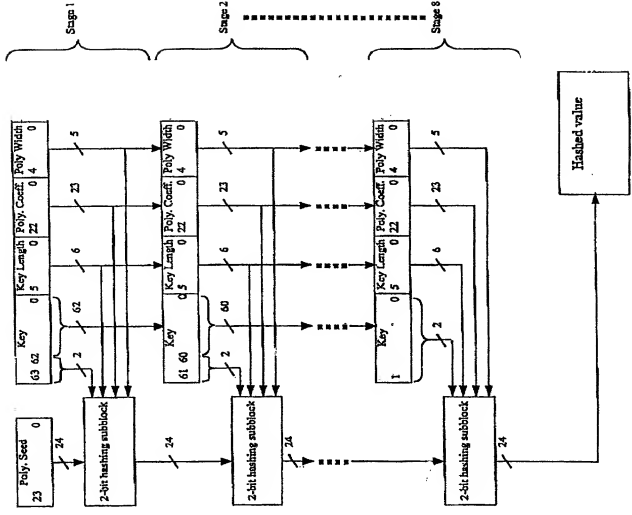 Stage 1
Stage 2
Stage 8
Poly. Seed
23 0
24
Key
63 62 0
Key Length
5 0
Poly. Coeff.
22 0
Poly Width
4 0
2
62
6
23
5
2-bit hashing subblock
24
Key
61 60 0
Key Length
5 0
Poly. Coeff.
22 0
Poly Width
4 0
2
60
6
23
5
2-bit hashing subblock
24
Key
1 0
Key Length
5 0
Poly. Coeff.
22 0
Poly Width
4 0
2
6
23
5
2-bit hashing subblock
24
Hashed value